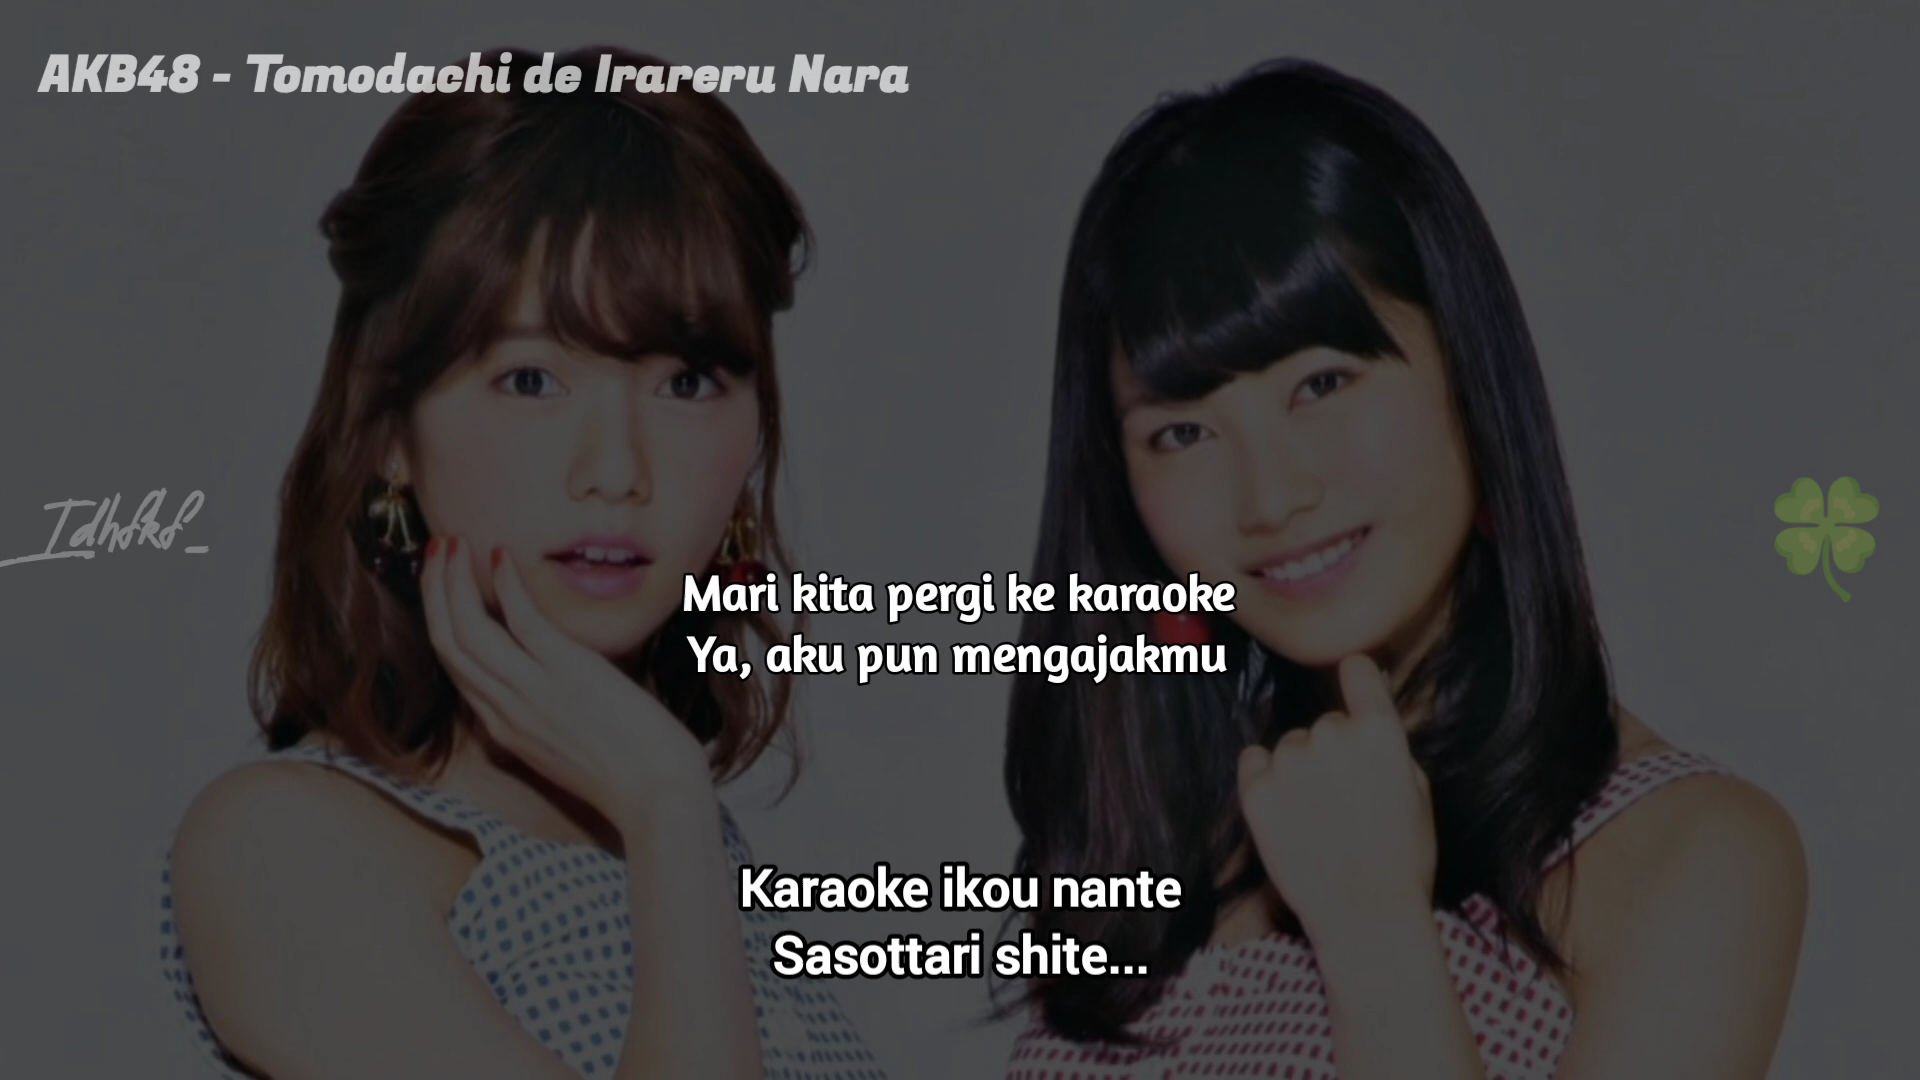 AKB48 - Tomodachi de Irareru Nara
Idhoko_
Mari kita pergi ke karaoke
Ya, aku pun mengajakmu
Karaoke ikou nante
Sasottari shite...